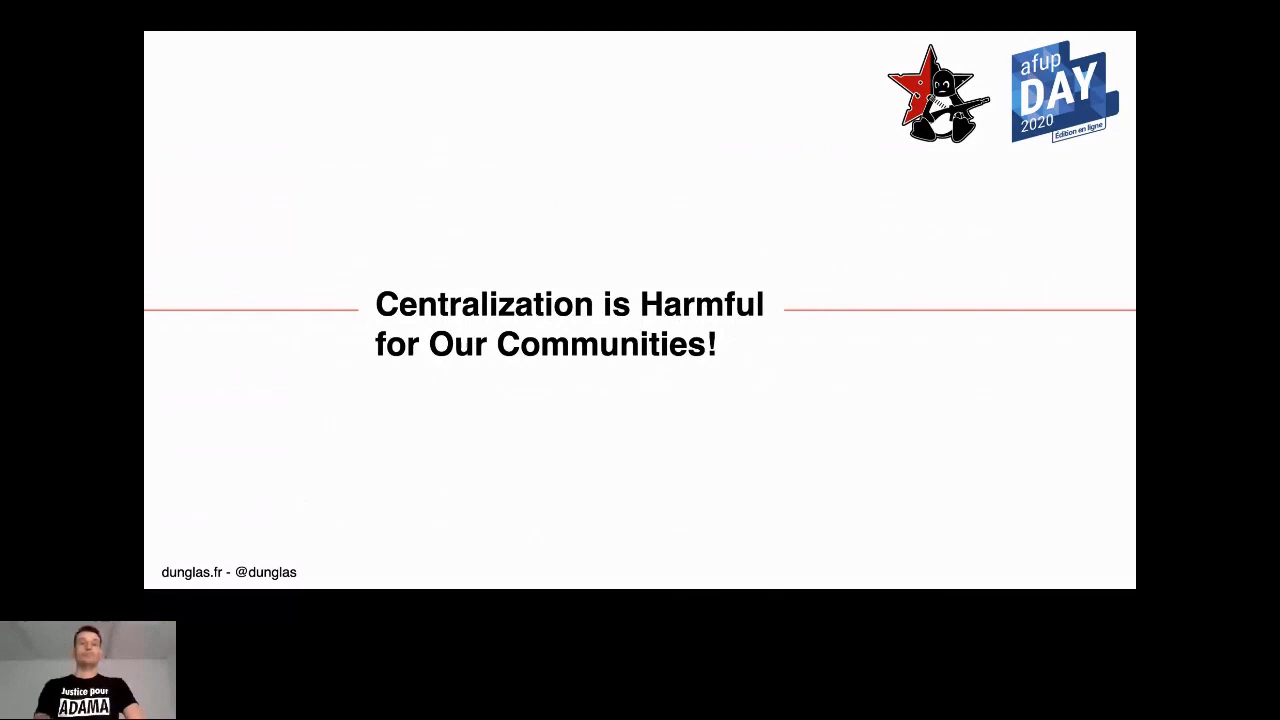 afup
DAY
2020
Édition en ligne
Centralization is Harmful
for Our Communities!
dunglas.fr - @dunglas
Justice pour
ADAMA